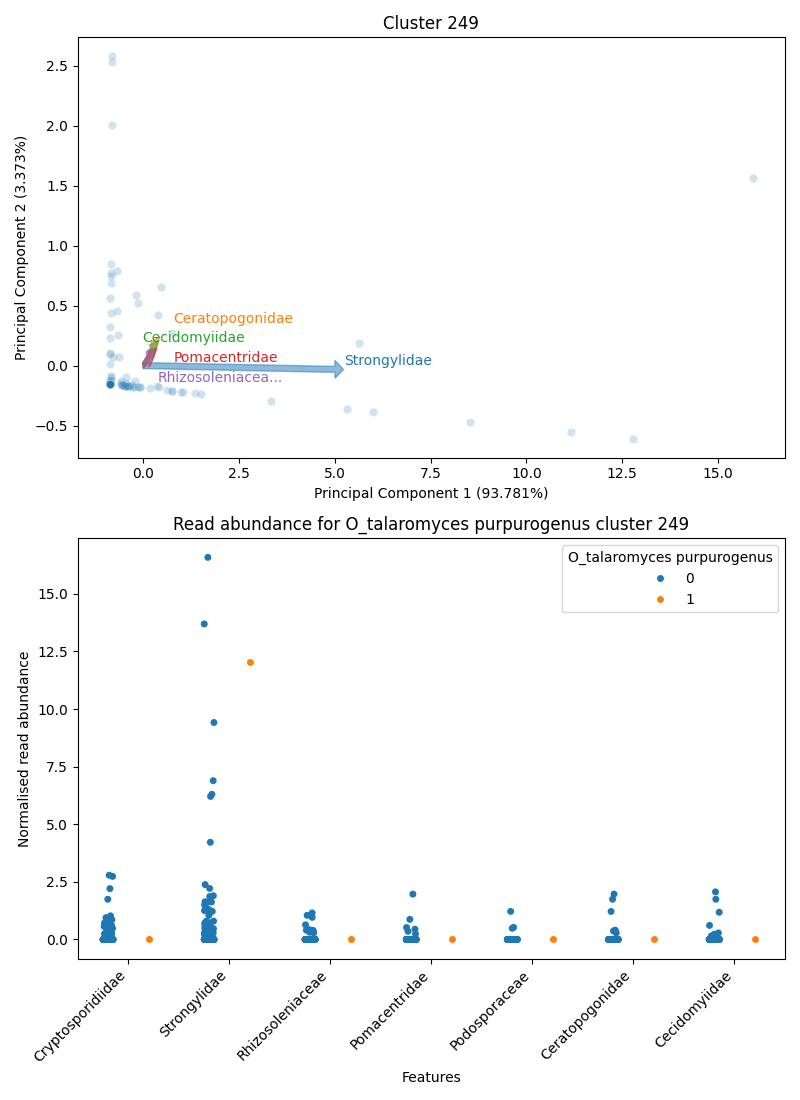 Cluster 249
2.5
2.0
1.5
1.0
0.5
0.0
−0.5
Principal Component 2 (3.373%)
Ceratopogonidae
Cecidomyiidae
Pomacentridae
Strongylidae
Rhizosoleniacea...
0.0 2.5 5.0 7.5 10.0 12.5 15.0
Principal Component 1 (93.781%)
Read abundance for O_talaromyces purpurogenus cluster 249
O_talaromyces purpurogenus
0
1
15.0
12.5
10.0
7.5
5.0
2.5
0.0
Normalised read abundance
Cryptosporidiidae
Strongylidae
Rhizosoleniaceae
Pomacentridae
Podosporaceae
Ceratopogonidae
Cecidomyiidae
Features